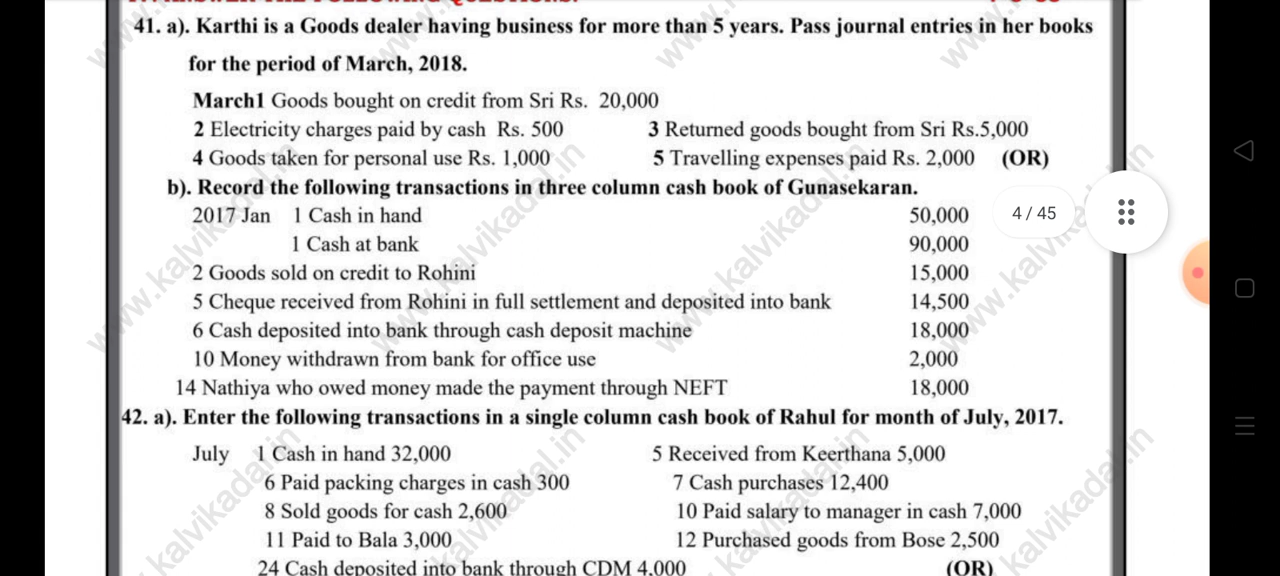 41. a). Karthi is a Goods dealer having business for more than 5 years. Pass journal entries in her books
for the period of March, 2018.
March1 Goods bought on credit from Sri Rs. 20,000
2 Electricity charges paid by cash Rs. 500 3 Returned goods bought from Sri Rs.5,000
4 Goods taken for personal use Rs. 1,000 5 Travelling expenses paid Rs. 2,000 (OR)
b). Record the following transactions in three column cash book of Gunasekaran.
2017 Jan 1 Cash in hand 50,000
4 / 45
1 Cash at bank 90,000
2 Goods sold on credit to Rohini 15,000
5 Cheque received from Rohini in full settlement and deposited into bank 14,500
6 Cash deposited into bank through cash deposit machine 18,000
10 Money withdrawn from bank for office use 2,000
14 Nathiya who owed money made the payment through NEFT 18,000
42. a). Enter the following transactions in a single column cash book of Rahul for month of July, 2017.
July 1 Cash in hand 32,000 5 Received from Keerthana 5,000
6 Paid packing charges in cash 300 7 Cash purchases 12,400
8 Sold goods for cash 2,600 10 Paid salary to manager in cash 7,000
11 Paid to Bala 3,000 12 Purchased goods from Bose 2,500
24 Cash deposited into bank through CDM 4,000 (OR)
www.kalvikadal.in